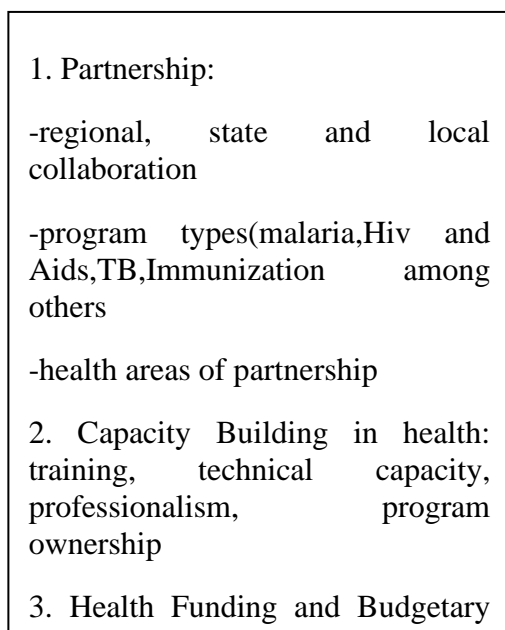 1. Partnership:
-regional, state and local
collaboration
-program types(malaria,Hiv and
Aids,TB,Immunization among
others
-health areas of partnership
2. Capacity Building in health:
training, technical capacity,
professionalism, program
ownership
3. Health Funding and Budgetary